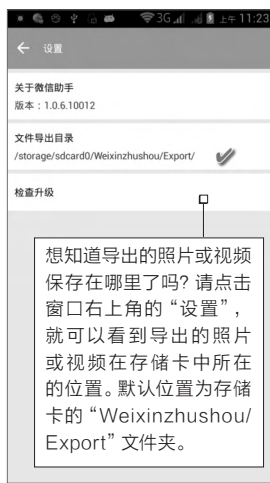 3G 上午 11:23
设置
关于微信助手
版本：1.0.6.10012
文件导出目录
/storage/sdcard0/Weixinzhushou/Export/
检查升级
想知道导出的照片或视频
保存在哪里了吗? 请点击
窗口右上角的“设置”，
就可以看到导出的照片
或视频在存储卡中所在
的位置。默认位置为存储
卡的“Weixinzhushou/
Export”文件夹。